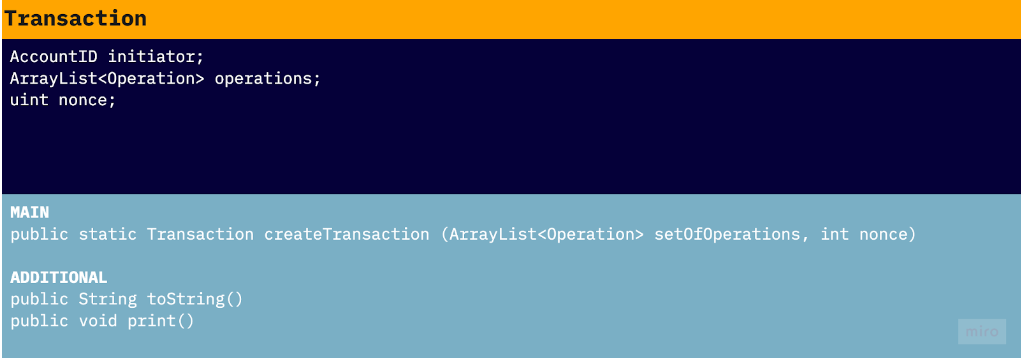 Transaction
AccountID initiator;
ArrayList<Operation> operations;
uint nonce;
MAIN
public static Transaction createTransaction (ArrayList<Operation> setOfOperations, int nonce)
ADDITIONAL
public String toString()
public void print()
miro